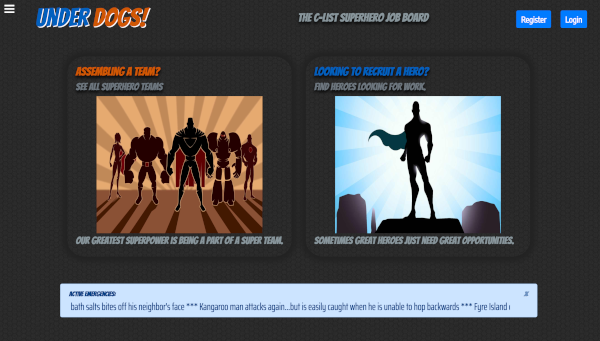 UNDER DOGS!
THE C-LIST SUPERHERO JOB BOARD
Register
Login
ASSEMBLING A TEAM?
SEE ALL SUPERHERO TEAMS
OUR GREATEST SUPERPOWER IS BEING A PART OF A SUPER TEAM.
LOOKING TO RECRUIT A HERO?
FIND HEROES LOOKING FOR WORK.
SOMETIMES GREAT HEROES JUST NEED GREAT OPPORTUNITIES.
ACTIVE EMERGENCIES:
X
bath salts bites off his neighbor's face *** Kangaroo man attacks again...but is easily caught when he is unable to hop backwards *** Fyre Island